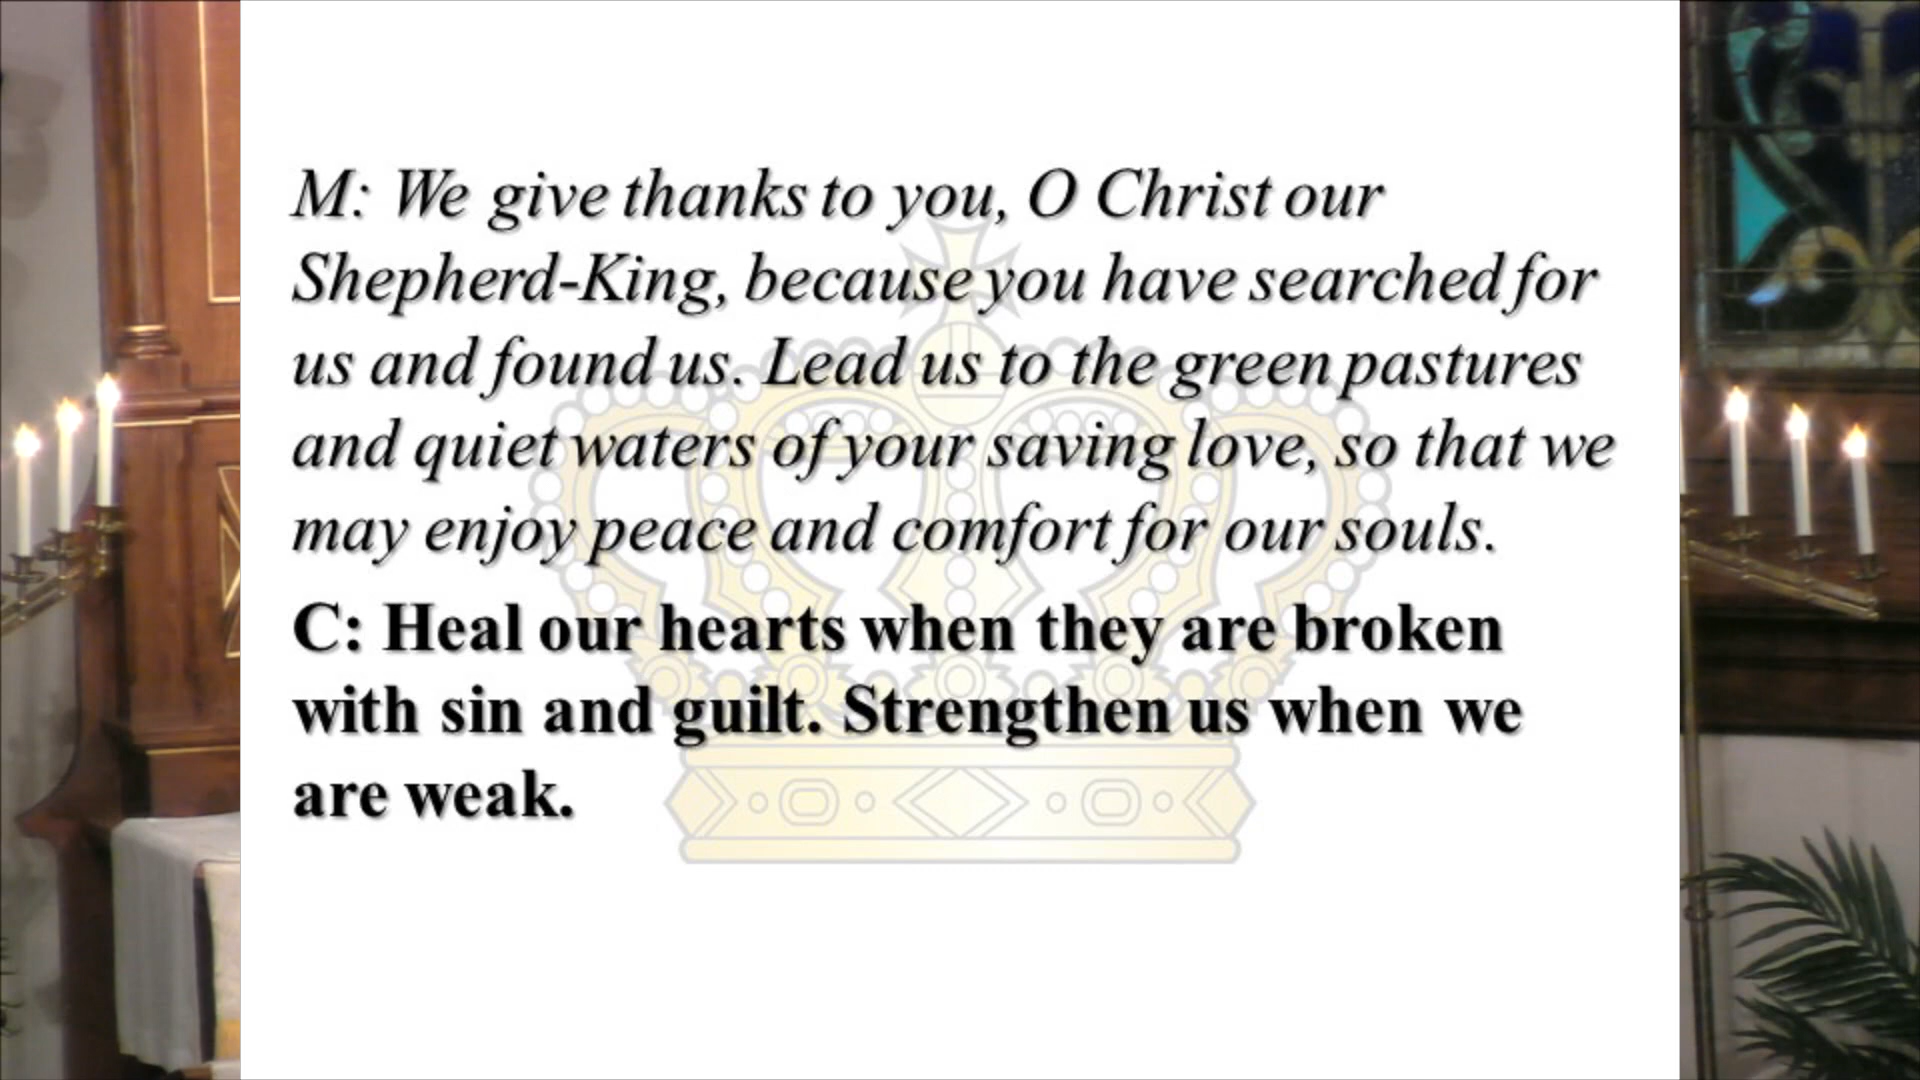 M: We give thanks to you, O Christ our
Shepherd-King, because you have searched for
us and found us. Lead us to the green pastures
and quiet waters of your saving love, so that we
may enjoy peace and comfort for our souls.
C: Heal our hearts when they are broken
with sin and guilt. Strengthen us when we
are weak.